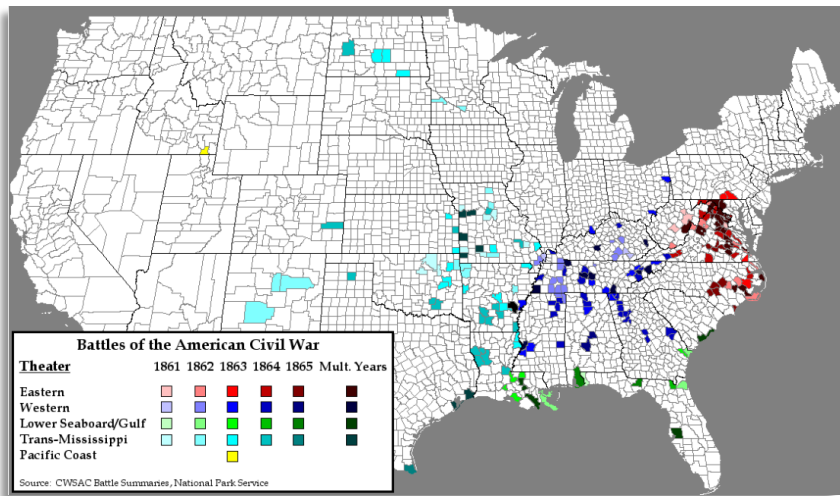 Battles of the American Civil War
Theater 1861 1862 1863 1864 1865 Mult. Years
Eastern
Western
Lower Seaboard/Gulf
Trans-Mississippi
Pacific Coast
Source: CWSAC Battle Summaries, National Park Service